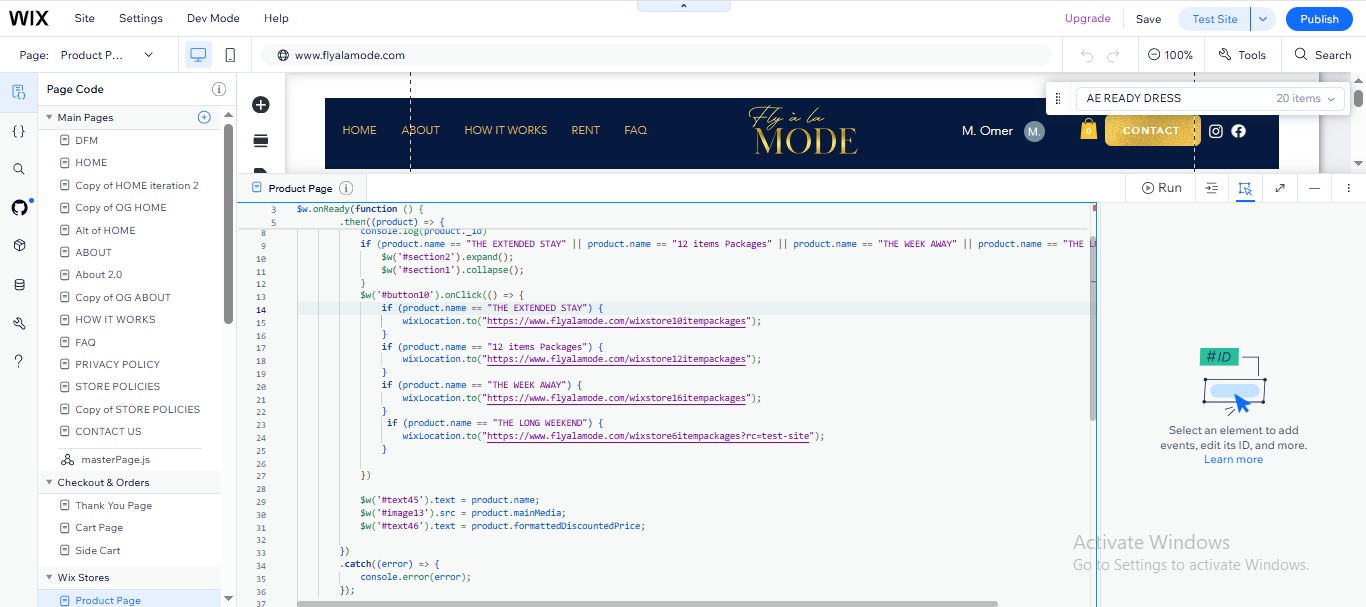 WIX
Site
Settings
Dev Mode
Help
Upgrade
Save
Test Site
Publish
Page:
Product P...
www.flyalamode.com
100%
Tools
Search
Page Code
Main Pages
DFM
HOME
Copy of HOME iteration 2
Copy of OG HOME
Alt of HOME
ABOUT
About 2.0
Copy of OG ABOUT
HOW IT WORKS
FAQ
PRIVACY POLICY
STORE POLICIES
Copy of STORE POLICIES
CONTACT US
masterPage.js
Checkout & Orders
Thank You Page
Cart Page
Side Cart
Wix Stores
Product Page
HOME
ABOUT
HOW IT WORKS
RENT
FAQ
Fly à la
MODE
M. Omer
M.
0
CONTACT
AE READY DRESS
20 items
Product Page
Run
3 $w.onReady(function () {
5 .then((product) => {
8 console.log(product._id)
9 if (product.name == "THE EXTENDED STAY" || product.name == "12 items Packages" || product.name == "THE WEEK AWAY" || product.name == "THE
10 $w('#section2').expand();
11 $w('#section1').collapse();
12 }
13 $w('#button10').onClick(() => {
14 if (product.name == "THE EXTENDED STAY") {
15 wixLocation.to("https://www.flyalamode.com/wixstore10itempackages");
16 }
17 if (product.name == "12 items Packages") {
18 wixLocation.to("https://www.flyalamode.com/wixstore12itempackages");
19 }
20 if (product.name == "THE WEEK AWAY") {
21 wixLocation.to("https://www.flyalamode.com/wixstore16itempackages");
22 }
23 if (product.name == "THE LONG WEEKEND") {
24 wixLocation.to("https://www.flyalamode.com/wixstore6itempackages?rc=test-site");
25 }
26
27 })
28
29 $w('#text45').text = product.name;
30 $w('#image13').src = product.mainMedia;
31 $w('#text46').text = product.formattedDiscountedPrice;
32
33 })
34 .catch((error) => {
35 console.error(error);
36 });
37
#ID
Select an element to add
events, edit its ID, and more.
Learn more
Activate Windows
Go to Settings to activate Windows.